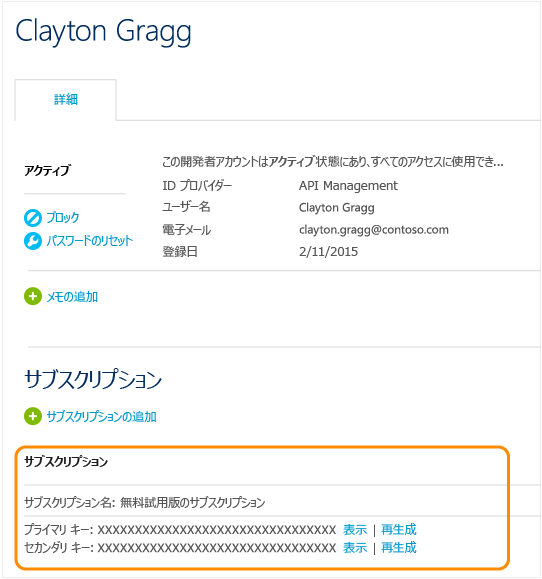 Clayton Gragg
詳細
アクティブ
この開発者アカウントはアクティブ状態にあり、すべてのアクセスに使用でき...
ID プロバイダー API Management
ユーザー名 Clayton Gragg
電子メール clayton.gragg@contoso.com
登録日 2/11/2015
ブロック
パスワードのリセット
メモの追加
サブスクリプション
サブスクリプションの追加
サブスクリプション
サブスクリプション名: 無料試用版のサブスクリプション
プライマリ キー: XXXXXXXXXXXXXXXXXXXXXXXXXXXXXXXX 表示 | 再生成
セカンダリ キー: XXXXXXXXXXXXXXXXXXXXXXXXXXXXXXXX 表示 | 再生成